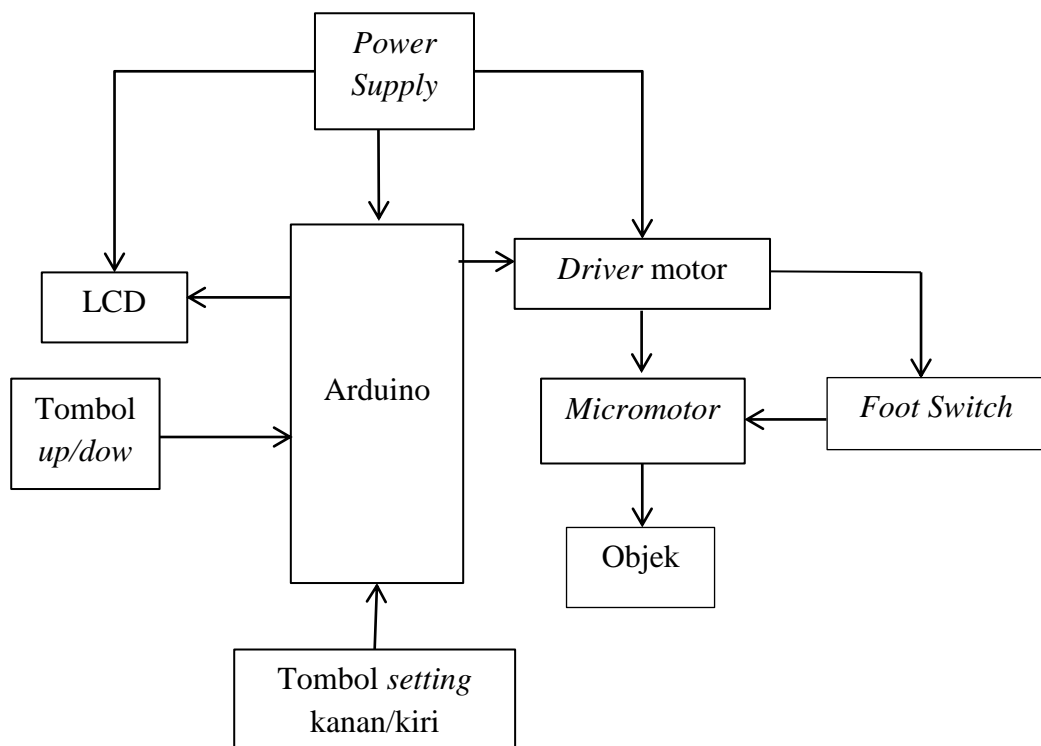 Power
Supply
LCD
Arduino
Driver motor
Tombol
up/dow
Micromotor
Foot Switch
Objek
Tombol setting
kanan/kiri